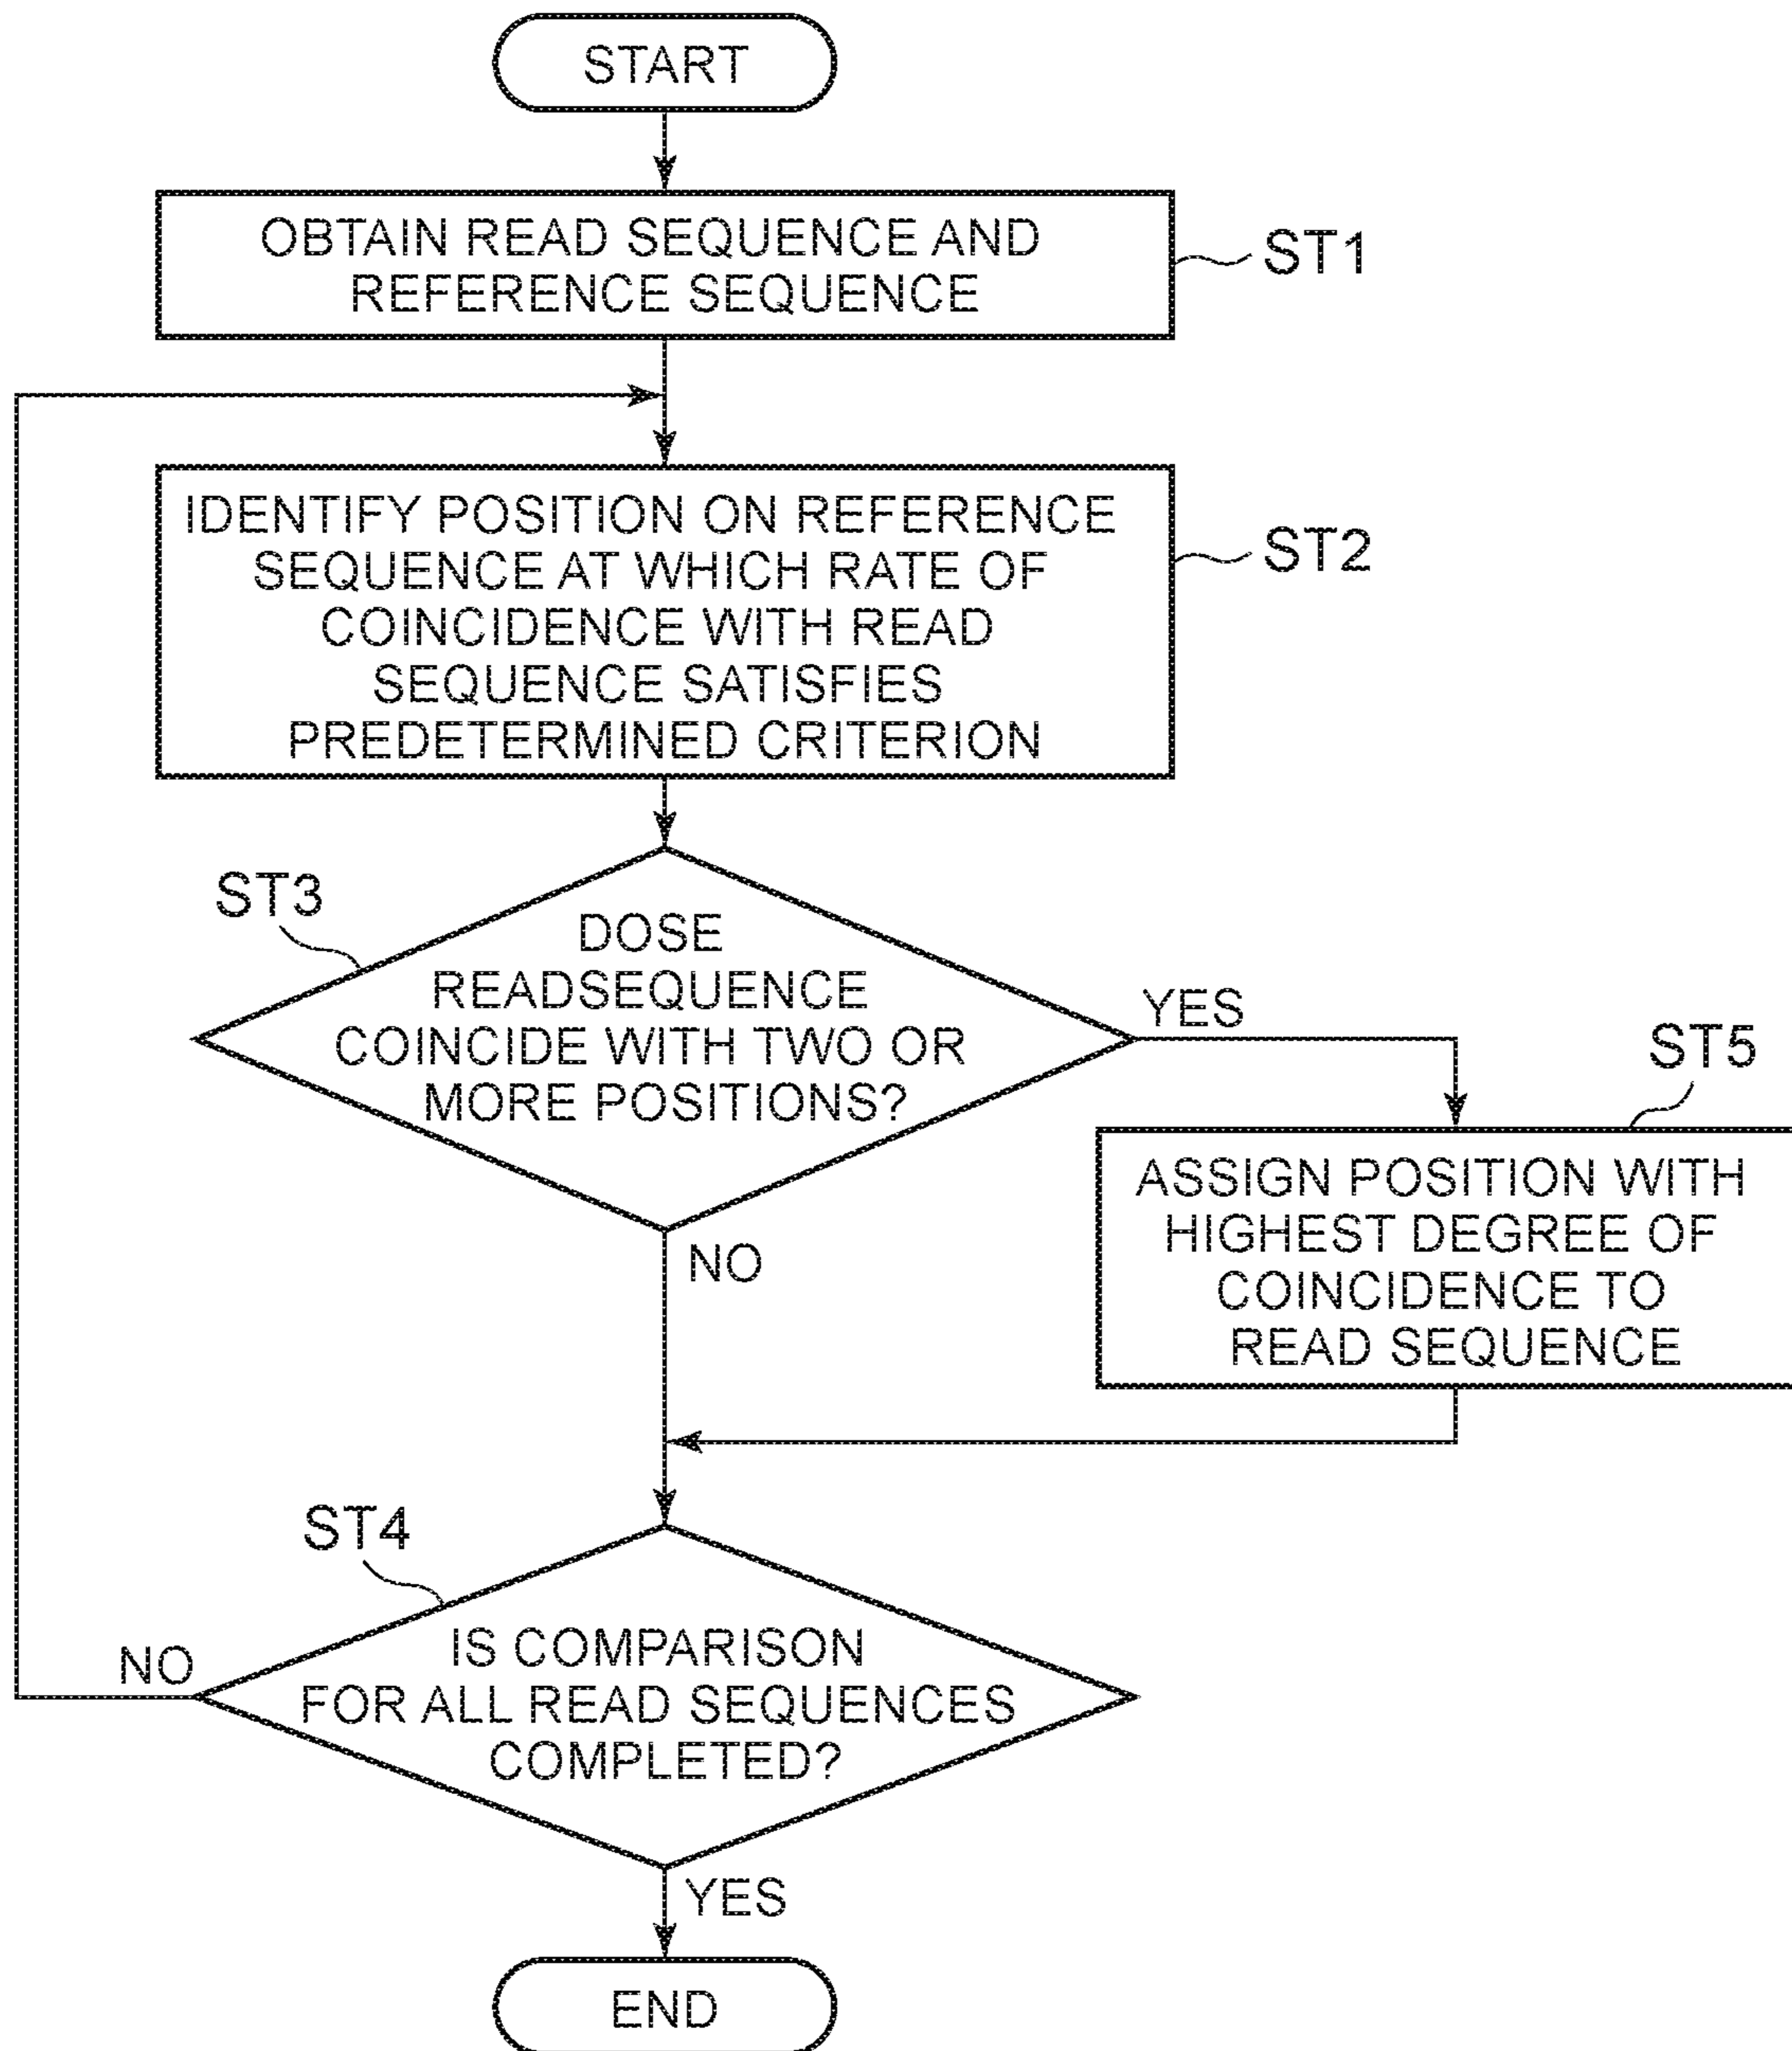 START
OBTAIN READ SEQUENCE AND
REFERENCE SEQUENCE
ST1
IDENTIFY POSITION ON REFERENCE
SEQUENCE AT WHICH RATE OF
COINCIDENCE WITH READ
SEQUENCE SATISFIES
PREDETERMINED CRITERION
ST2
ST3
DOSE
READSEQUENCE
COINCIDE WITH TWO OR
MORE POSITIONS?
YES
NO
ST5
ASSIGN POSITION WITH
HIGHEST DEGREE OF
COINCIDENCE TO
READ SEQUENCE
ST4
IS COMPARISON
FOR ALL READ SEQUENCES
COMPLETED?
NO
YES
END